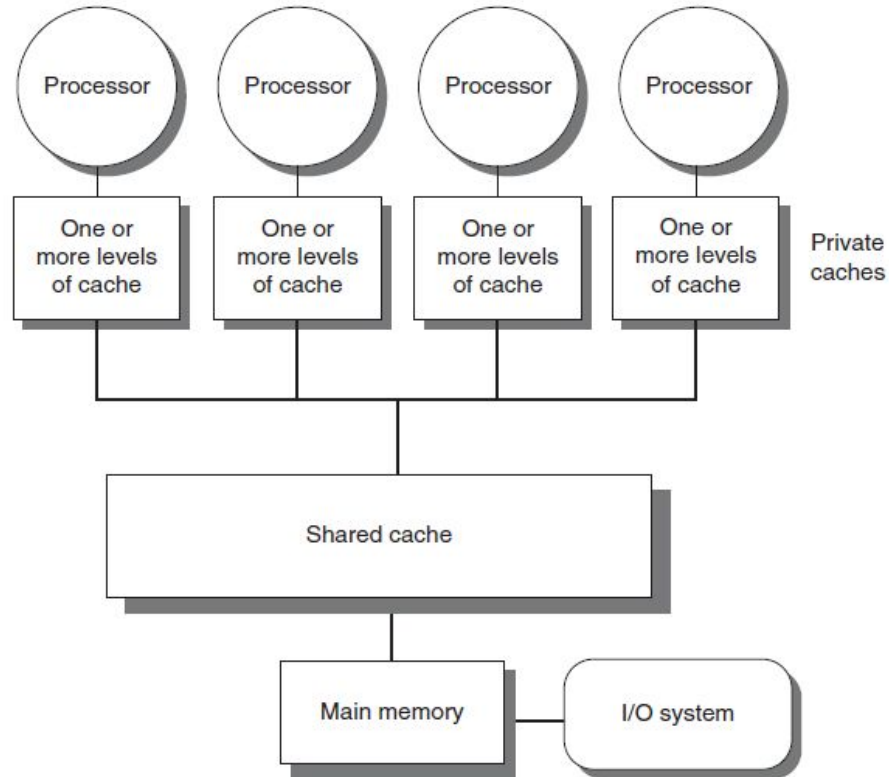 Processor
Processor
Processor
Processor
One or
more levels
of cache
One or
more levels
of cache
One or
more levels
of cache
One or
more levels
of cache
Private
caches
Shared cache
Main memory
I/O system